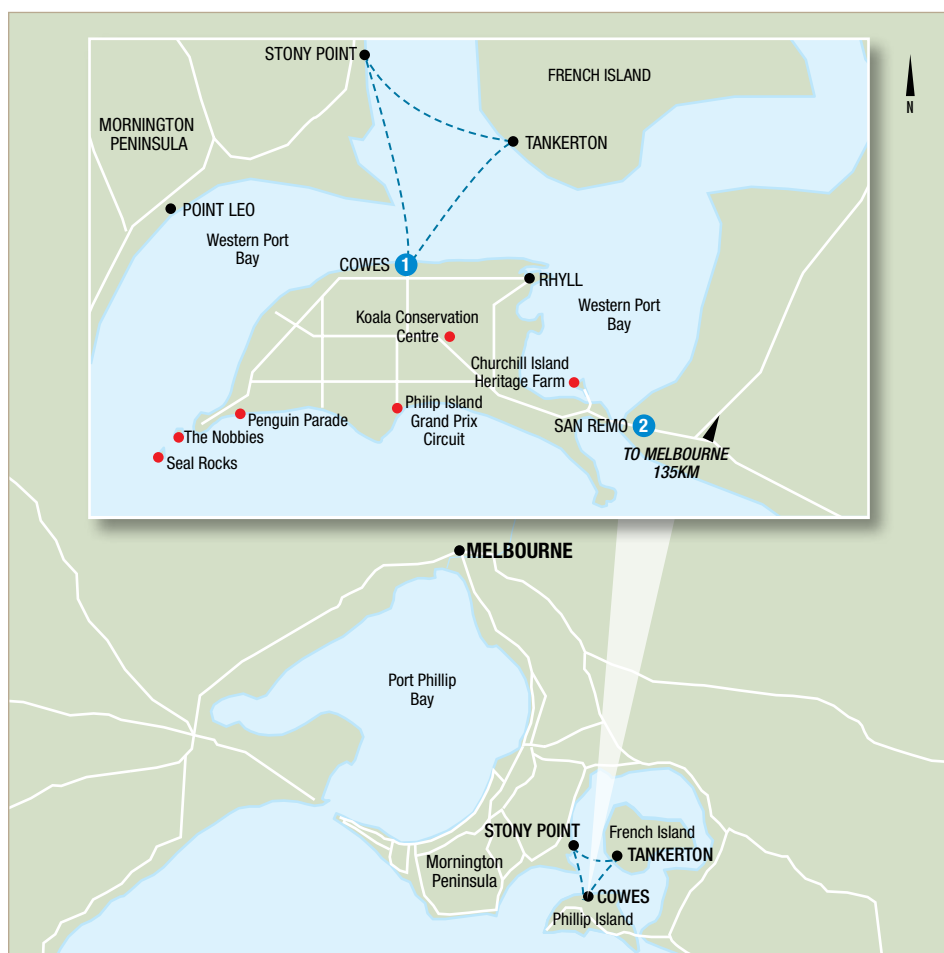 STONY POINT
FRENCH ISLAND
N
MORNINGTON
PENINSULA
TANKERTON
POINT LEO
Western Port
Bay
COWES 1
RHYLL
Koala Conservation
Centre
Western Port
Bay
Churchill Island
Heritage Farm
Penguin Parade
Philip Island
Grand Prix
Circuit
SAN REMO 2
The Nobbies
Seal Rocks
TO MELBOURNE
135KM
MELBOURNE
Port Phillip
Bay
STONY POINT
French Island
TANKERTON
Mornington
Peninsula
COWES
Phillip Island